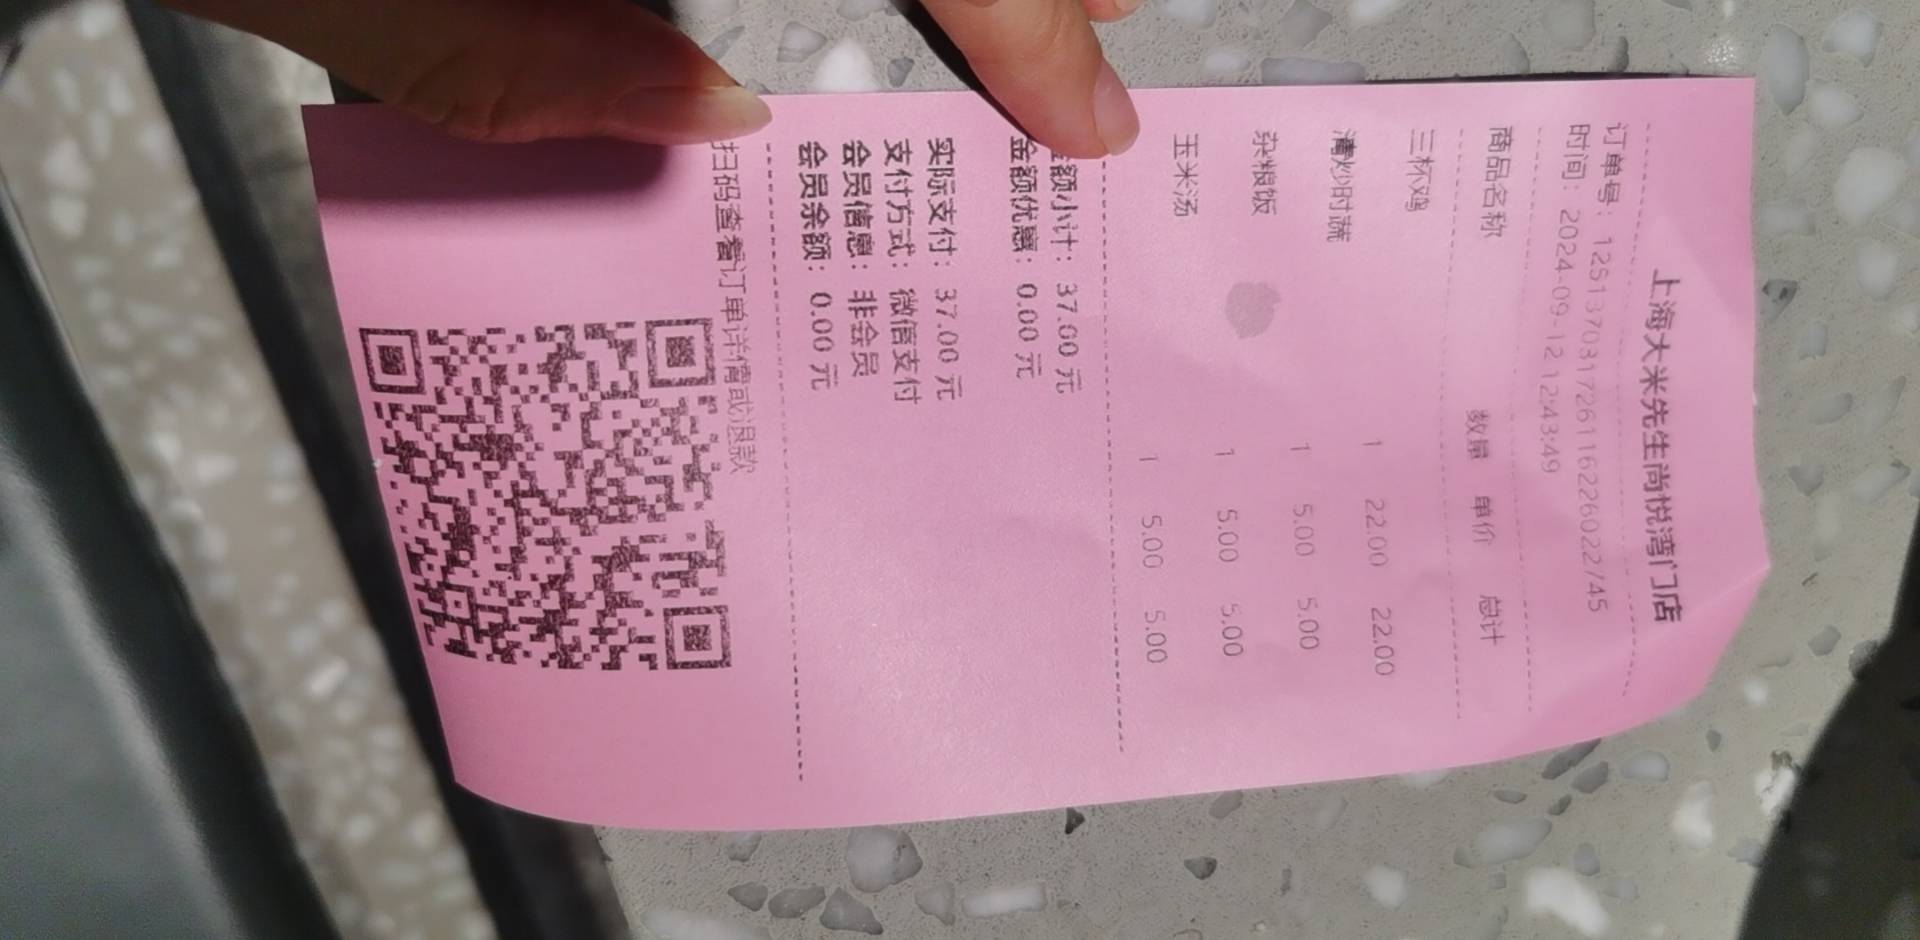 上海大米先生尚悦湾门店
订单号：125137031726116226022/45
时间：2024-09-12 12:43:49
商品名称 数量 单价 总计
三杯鸡 1 22.00 22.00
清炒时蔬 1 5.00 5.00
杂粮饭 1 5.00 5.00
玉米汤 1 5.00 5.00
金额小计：37.00 元
金额优惠：0.00 元
实际支付：37.00 元
支付方式：微信支付
会员信息：非会员
会员余额：0.00 元
扫码查看订单详情或退款